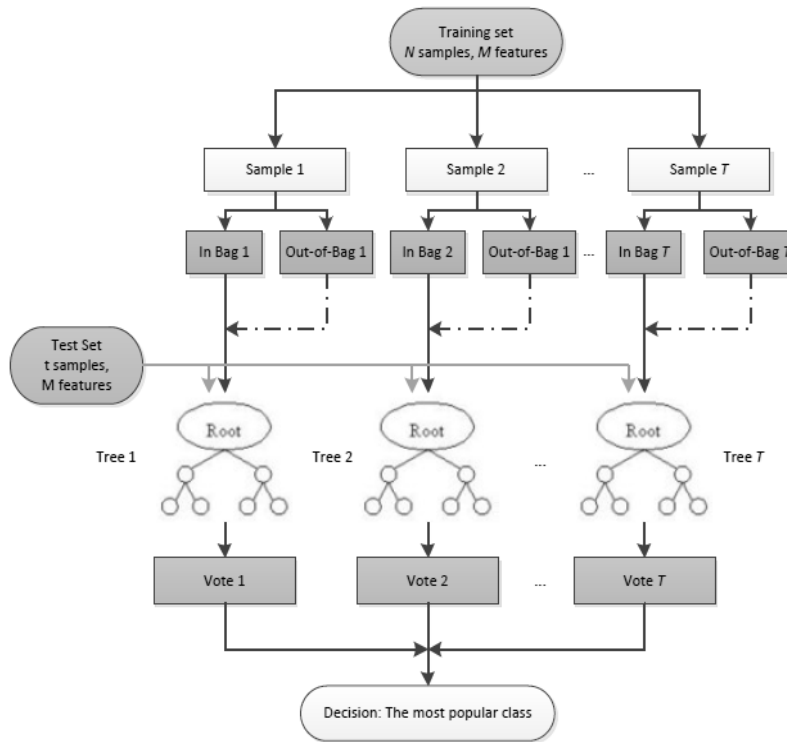 Training set
N samples, M features
Sample 1
Sample 2
...
Sample T
In Bag 1
Out-of-Bag 1
In Bag 2
Out-of-Bag 1
...
In Bag T
Out-of-Bag T
Test Set
t samples,
M features
Root
Root
Root
Tree 1
Tree 2
...
Tree T
Vote 1
Vote 2
...
Vote T
Decision: The most popular class